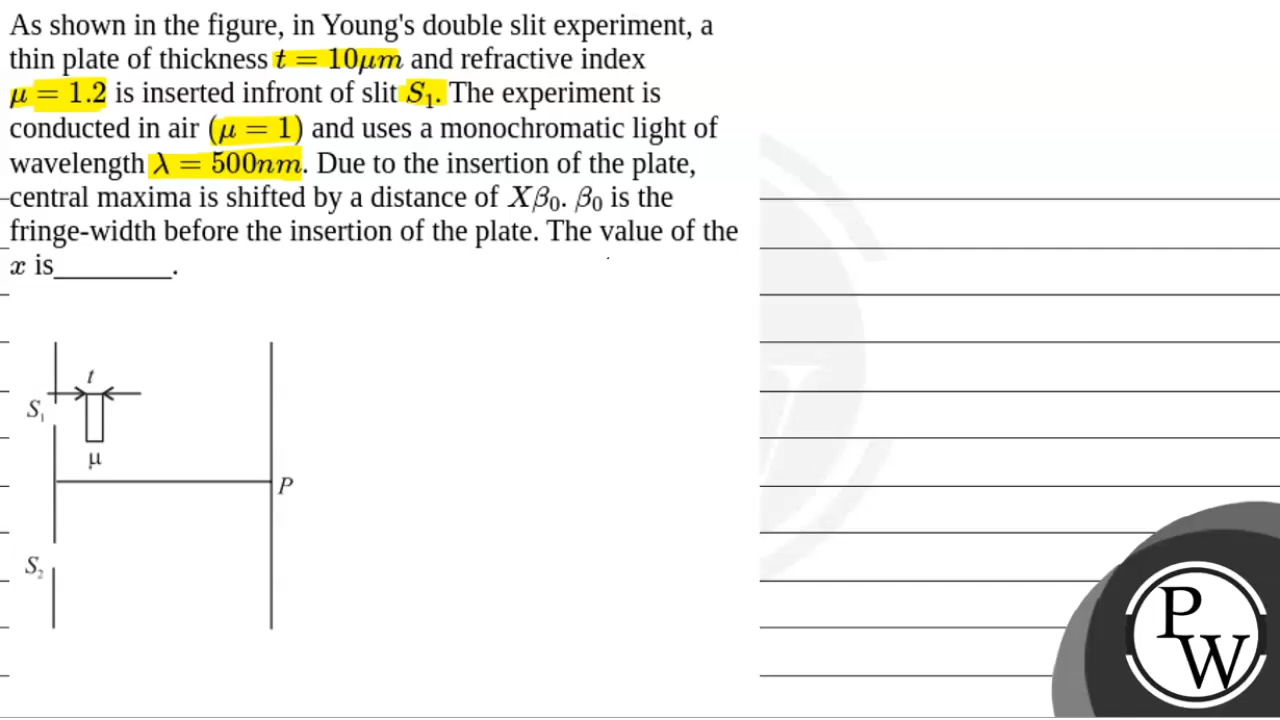 As shown in the figure, in Young's double slit experiment, a
thin plate of thickness t = 10μm and refractive index
μ = 1.2 is inserted infront of slit S₁. The experiment is
conducted in air (μ = 1) and uses a monochromatic light of
wavelength λ = 500nm. Due to the insertion of the plate,
central maxima is shifted by a distance of Xβ₀. β₀ is the
fringe-width before the insertion of the plate. The value of the
x is________.
t
S₁
μ
P
S₂
P
W